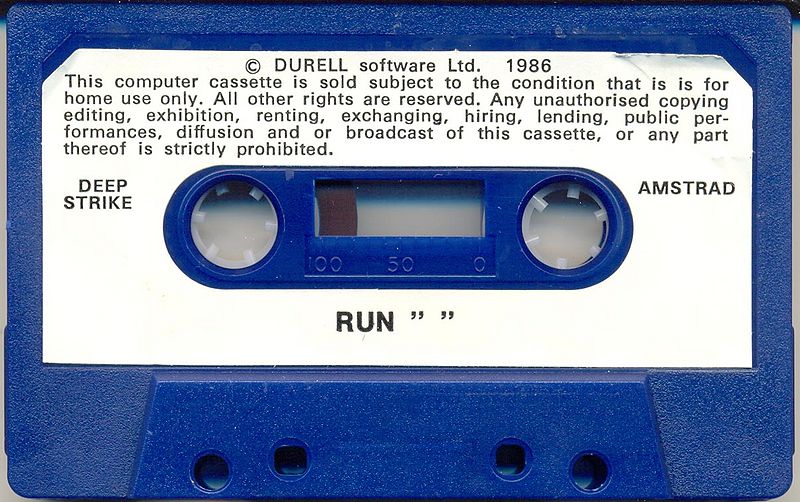 © DURELL software Ltd. 1986
This computer cassette is sold subject to the condition that is is for
home use only. All other rights are reserved. Any unauthorised copying
editing, exhibition, renting, exchanging, hiring, lending, public per-
formances, diffusion and or broadcast of this cassette, or any part
thereof is strictly prohibited.
DEEP
STRIKE
AMSTRAD
100 50 0
RUN ” ”